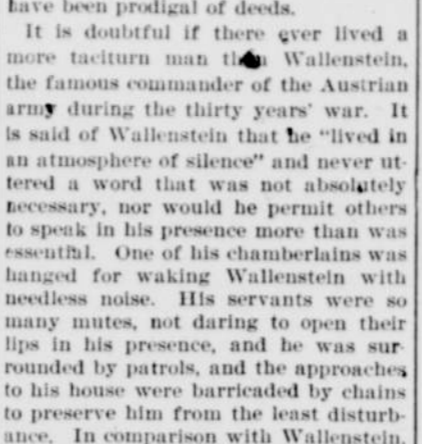 have been prodigal of deeds.
It is doubtful if there ever lived a
more taciturn man than Wallenstein,
the famous commander of the Austrian
army during the thirty years' war. It
is said of Wallenstein that he "lived in
an atmosphere of silence" and never ut-
tered a word that was not absolutely
necessary, nor would he permit others
to speak in his presence more than was
essential. One of his chamberlains was
hanged for waking Wallenstein with
needless noise. His servants were so
many mutes, not daring to open their
lips in his presence, and he was sur-
rounded by patrols, and the approaches
to his house were barricaded by chains
to preserve him from the least disturb-
ance. In comparison with Wallenstein,